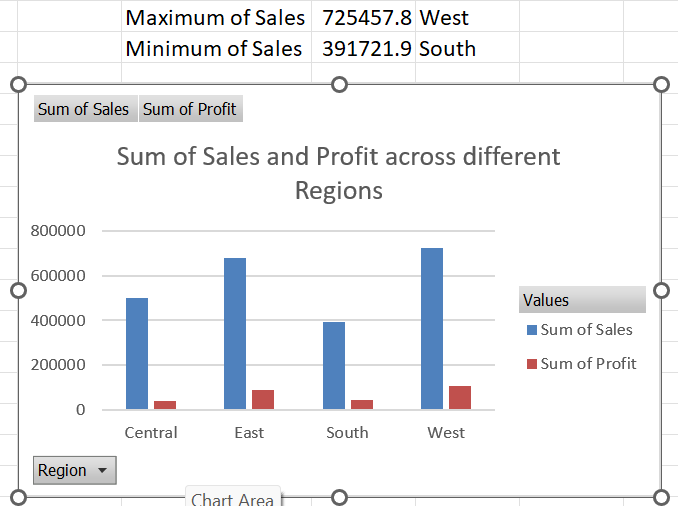 Maximum of Sales 725457.8 West
Minimum of Sales 391721.9 South
Sum of Sales Sum of Profit
Sum of Sales and Profit across different
Regions
800000
600000
400000
200000
0
Central East South West
Values
Sum of Sales
Sum of Profit
Region
Chart Area